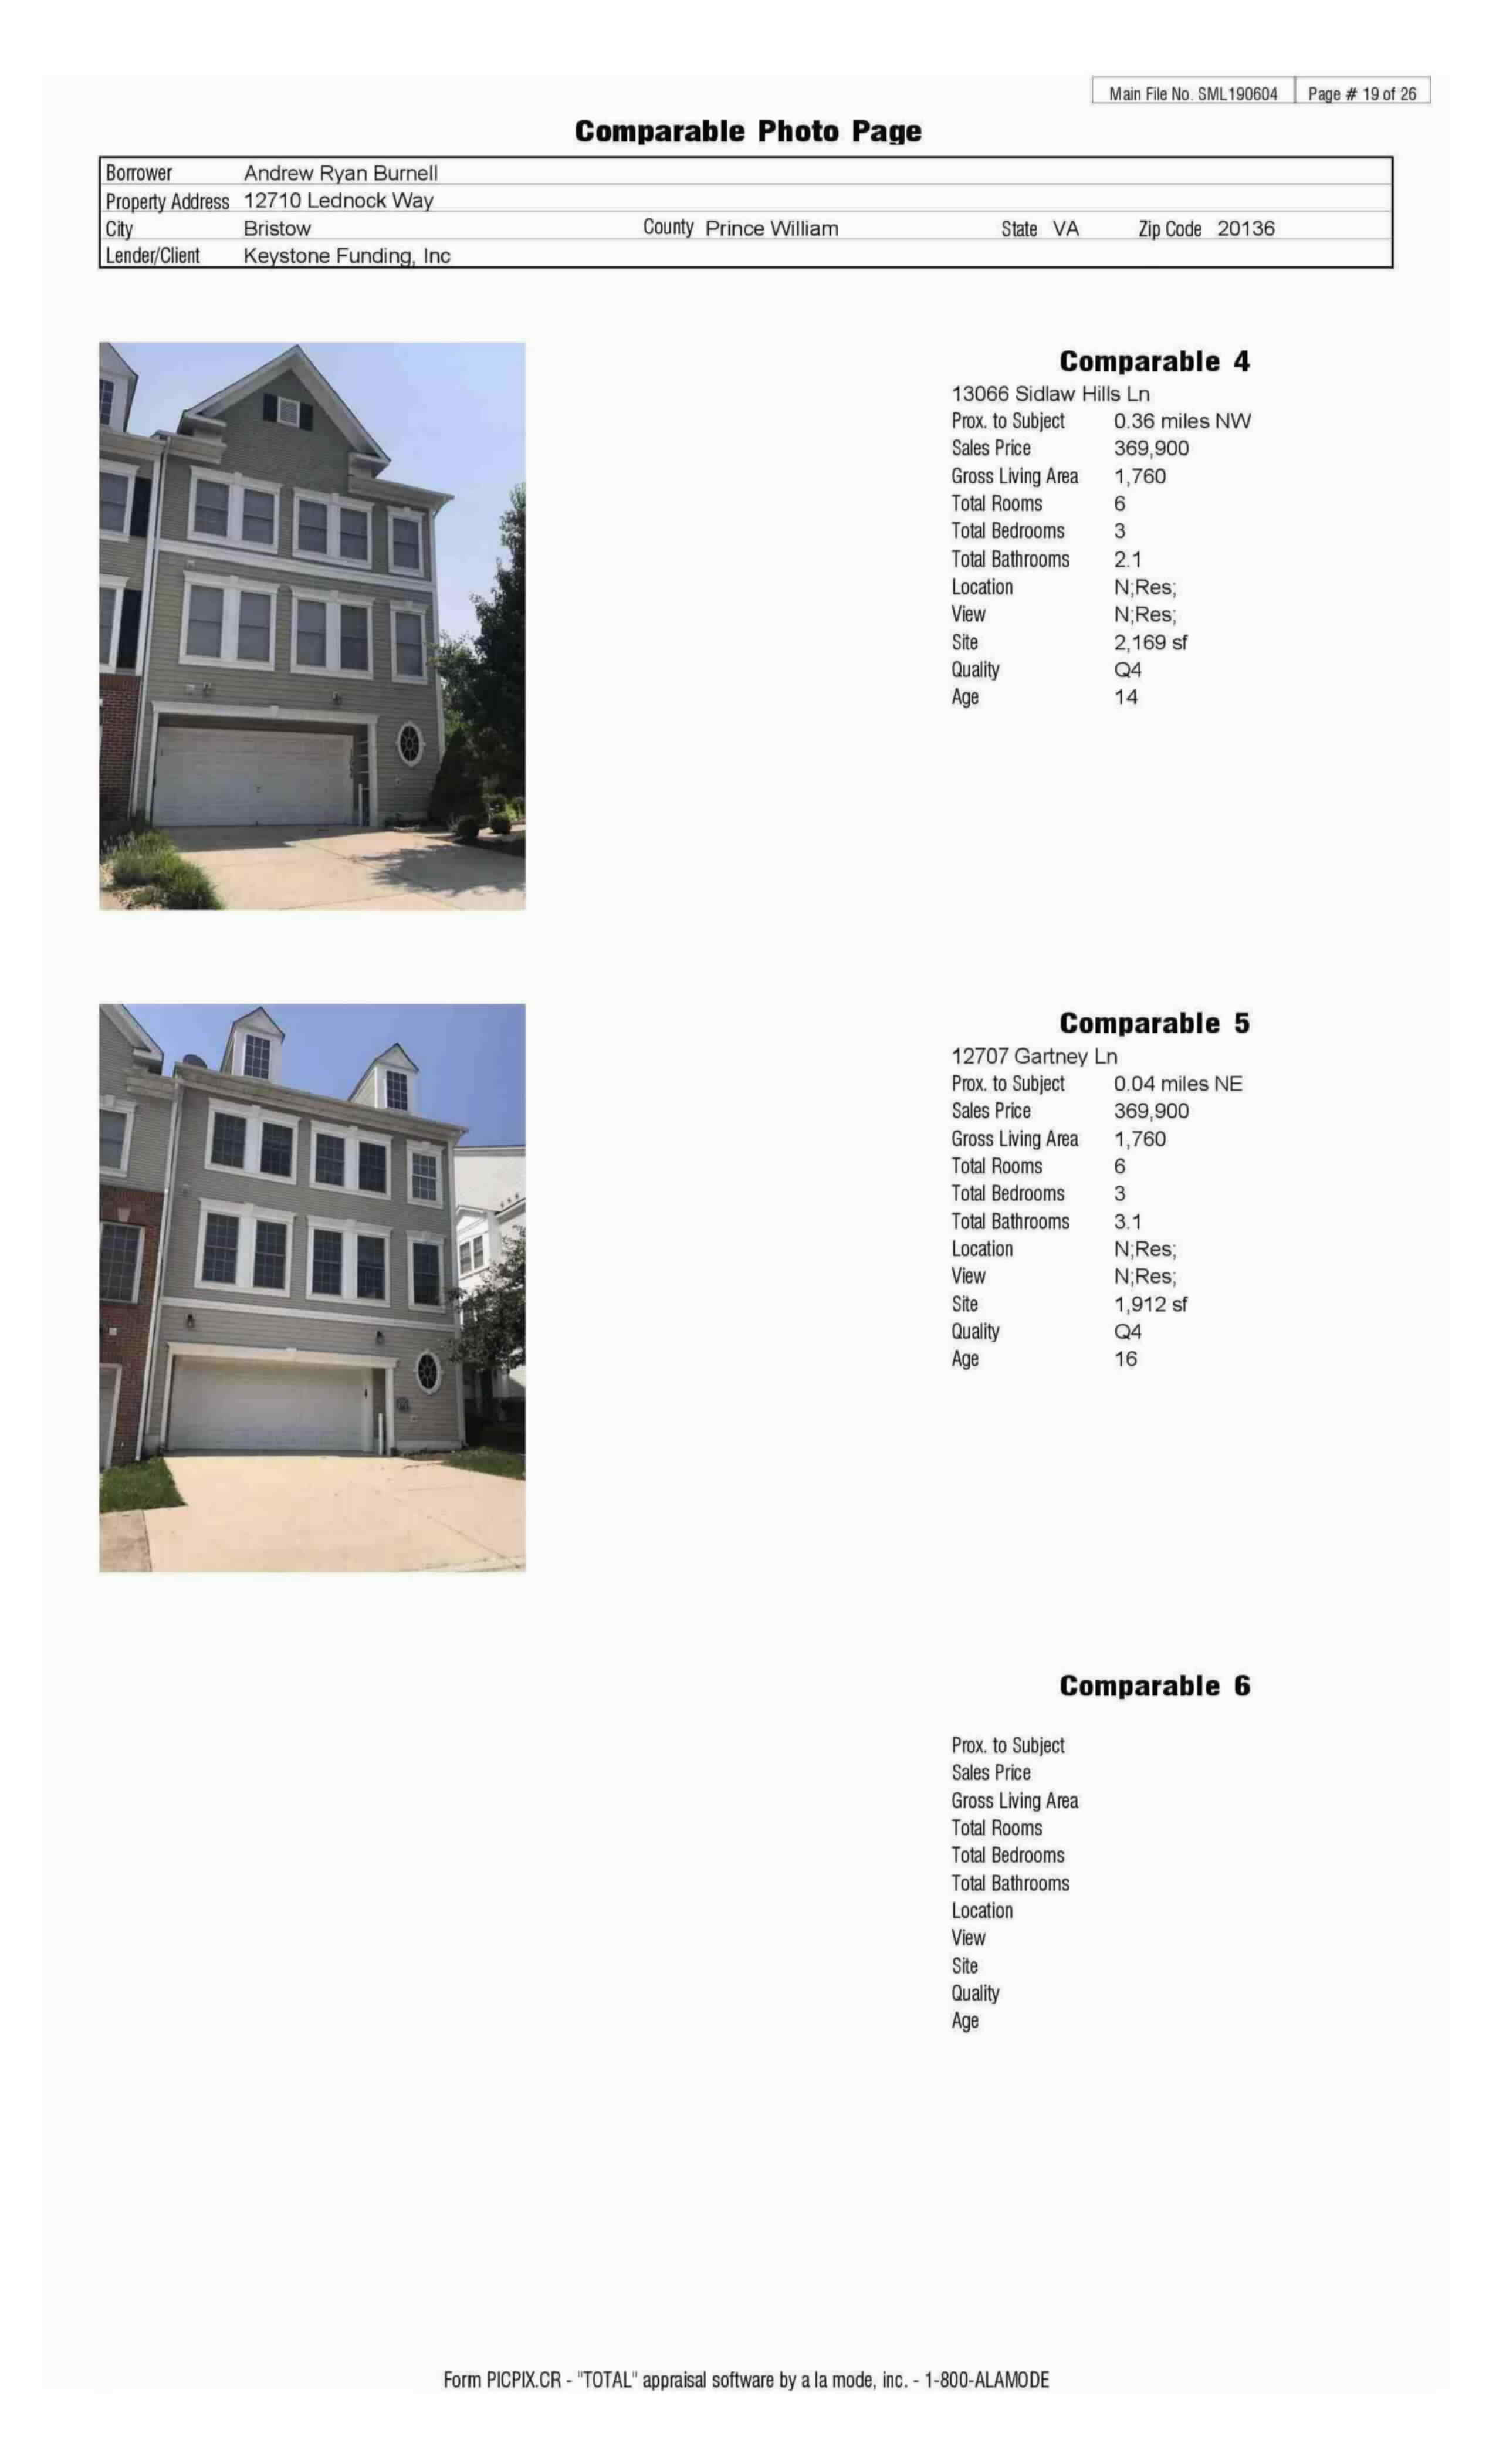 Main File No. SML190604 Page # 19 of 26
Comparable Photo Page
Borrower Andrew Ryan Burnell
Property Address 12710 Lednock Way
City Bristow County Prince William State VA Zip Code 20136
Lender/Client Keystone Funding, Inc
Comparable 4
13066 Sidlaw Hills Ln
Prox. to Subject 0.36 miles NW
Sales Price 369,900
Gross Living Area 1,760
Total Rooms 6
Total Bedrooms 3
Total Bathrooms 2.1
Location N;Res;
View N;Res;
Site 2,169 sf
Quality Q4
Age 14
Comparable 5
12707 Gartney Ln
Prox. to Subject 0.04 miles NE
Sales Price 369,900
Gross Living Area 1,760
Total Rooms 6
Total Bedrooms 3
Total Bathrooms 3.1
Location N;Res;
View N;Res;
Site 1,912 sf
Quality Q4
Age 16
Comparable 6
Prox. to Subject
Sales Price
Gross Living Area
Total Rooms
Total Bedrooms
Total Bathrooms
Location
View
Site
Quality
Age
Form PICPIX.CR - "TOTAL" appraisal software by a la mode, inc. - 1-800-ALAMODE